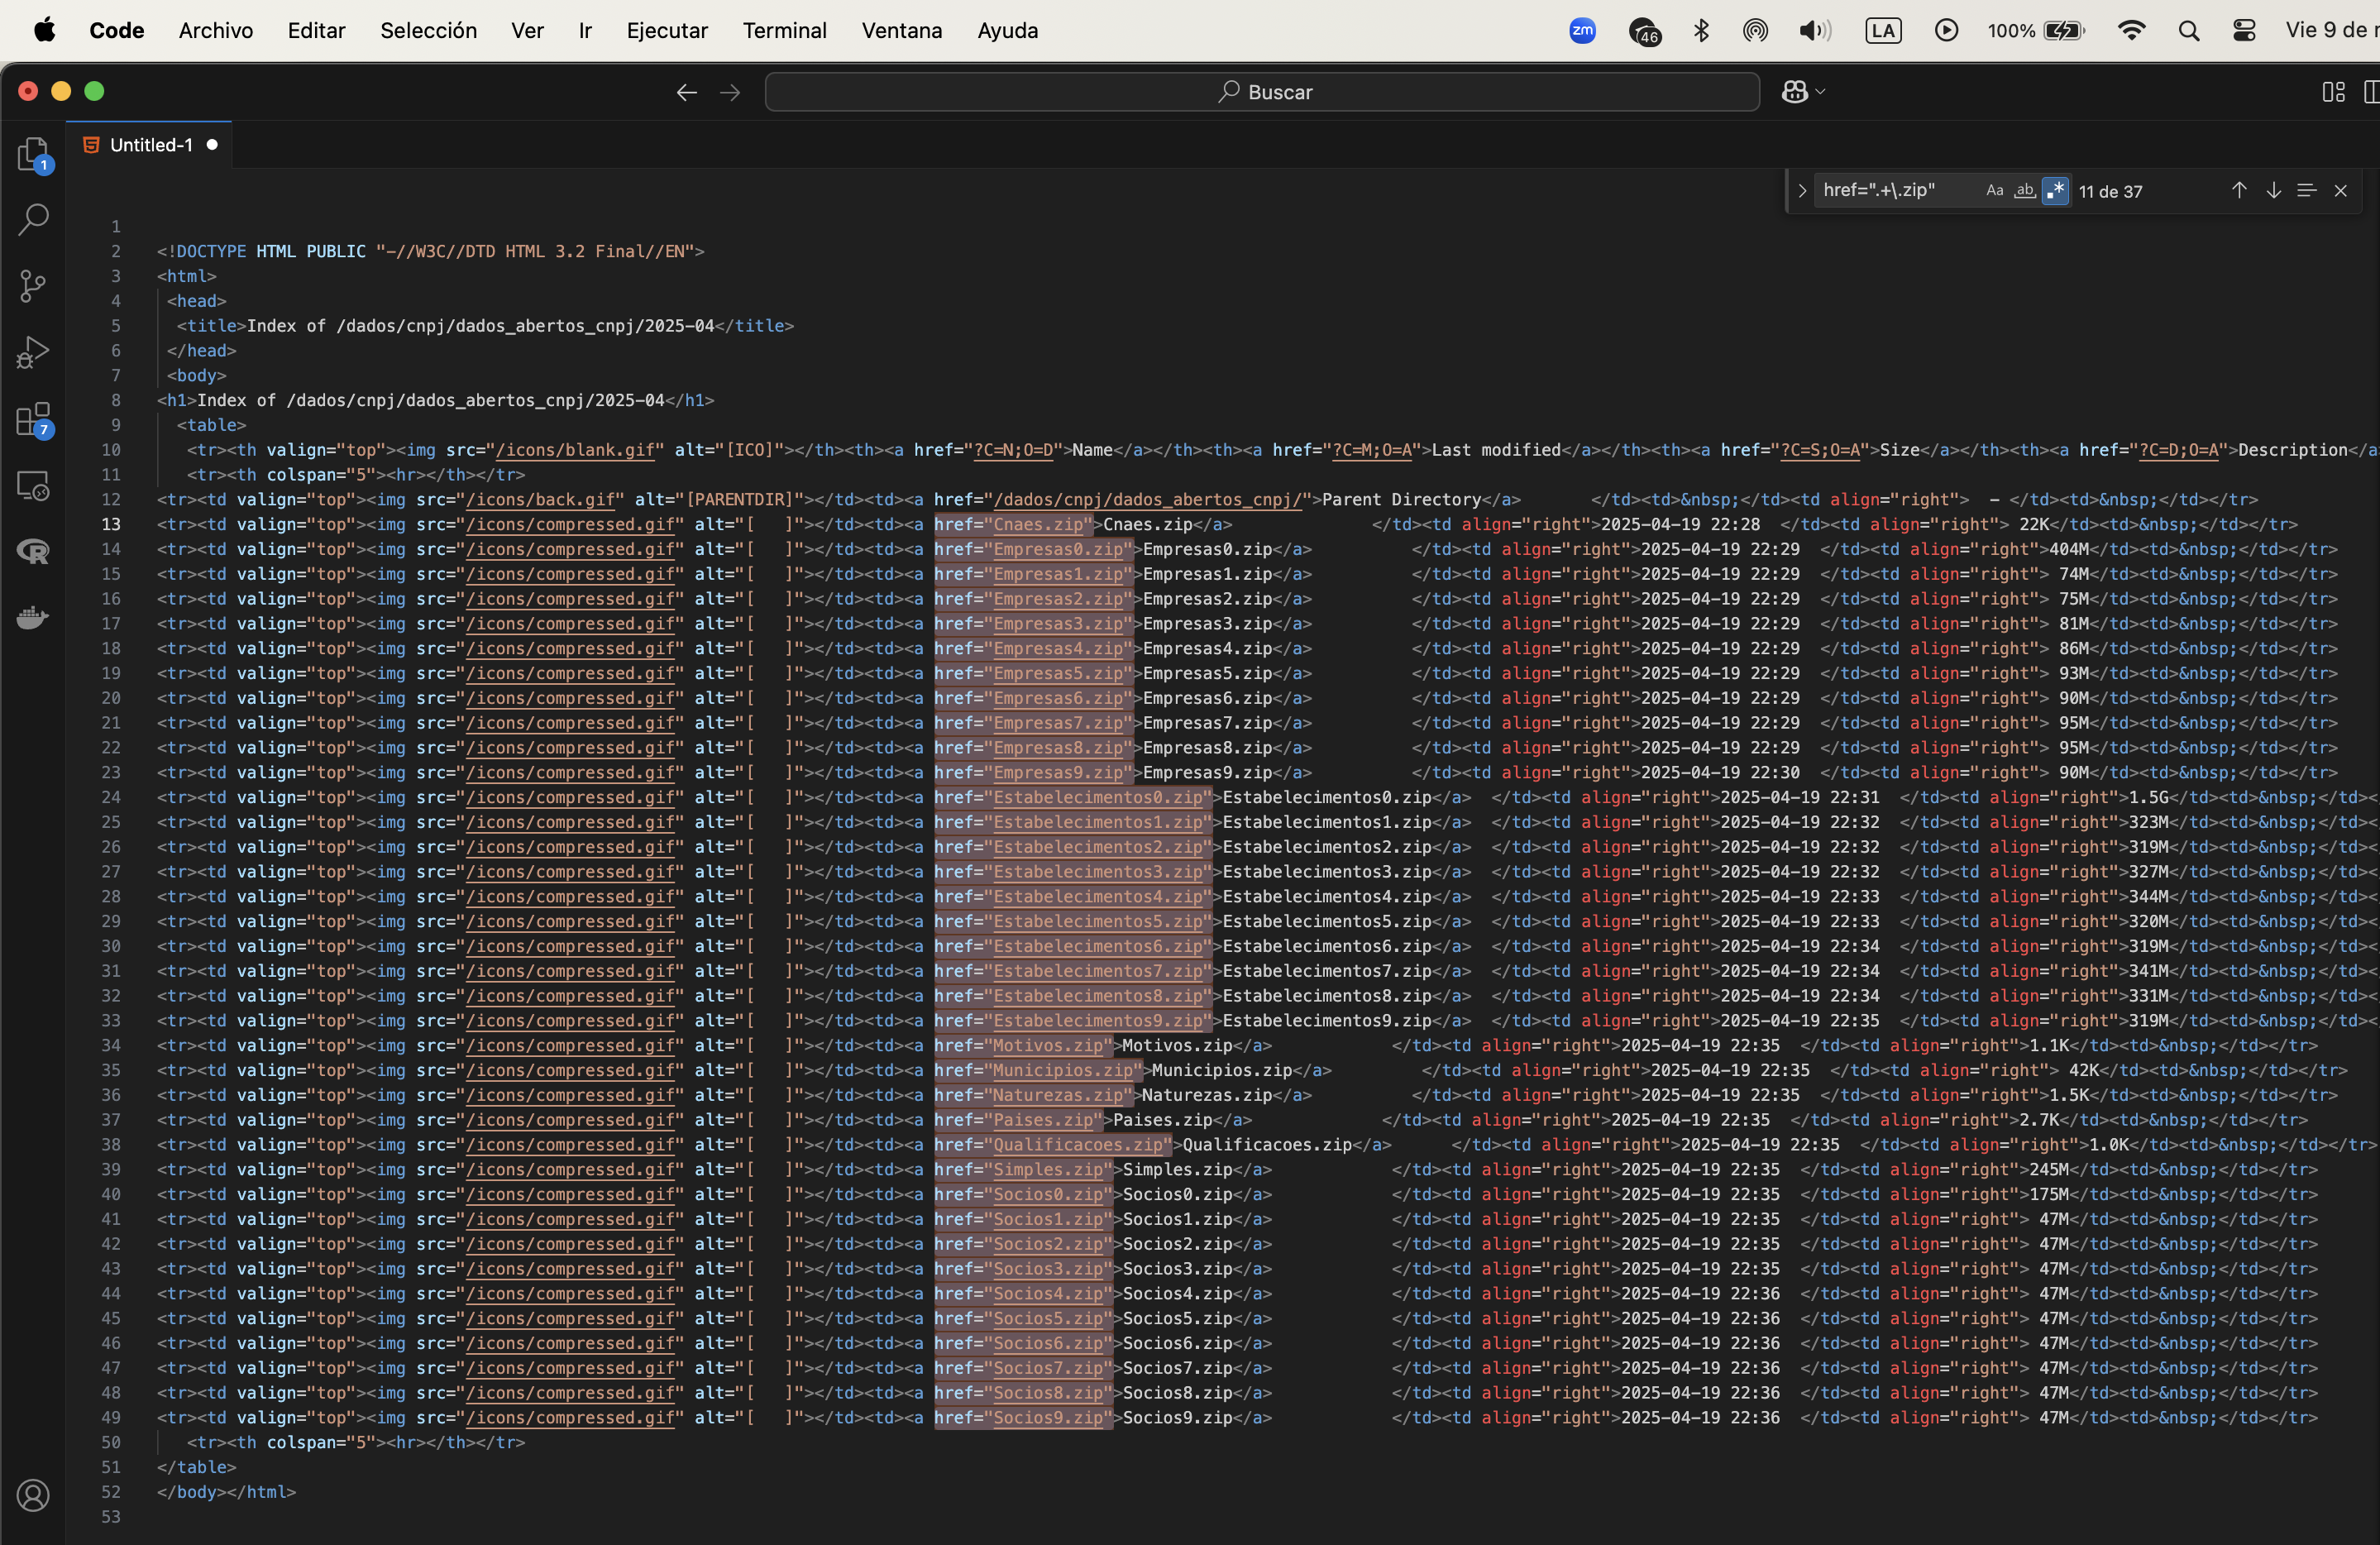 Code Archivo Editar Selección Ver Ir Ejecutar Terminal Ventana Ayuda zm 46 LA 100% Vie 9 de
Buscar
1 Untitled-1
href=".+\.zip" Aa ab 11 de 37
1
2 <!DOCTYPE HTML PUBLIC "-//W3C//DTD HTML 3.2 Final//EN">
3 <html>
4 <head>
5 <title>Index of /dados/cnpj/dados_abertos_cnpj/2025-04</title>
6 </head>
7 <body>
8 <h1>Index of /dados/cnpj/dados_abertos_cnpj/2025-04</h1>
9 <table>
10 <tr><th valign="top"><img src="/icons/blank.gif" alt="[ICO]"></th><th><a href="?C=N;O=D">Name</a></th><th><a href="?C=M;O=A">Last modified</a></th><th><a href="?C=S;O=A">Size</a></th><th><a href="?C=D;O=A">Description</a
11 <tr><th colspan="5"><hr></th></tr>
12 <tr><td valign="top"><img src="/icons/back.gif" alt="[PARENTDIR]"></td><td><a href="/dados/cnpj/dados_abertos_cnpj/">Parent Directory</a> </td><td>&nbsp;</td><td align="right"> - </td><td>&nbsp;</td></tr>
13 <tr><td valign="top"><img src="/icons/compressed.gif" alt="[ ]"></td><td><a href="Cnaes.zip">Cnaes.zip</a> </td><td align="right">2025-04-19 22:28 </td><td align="right"> 22K</td><td>&nbsp;</td></tr>
14 <tr><td valign="top"><img src="/icons/compressed.gif" alt="[ ]"></td><td><a href="Empresas0.zip">Empresas0.zip</a> </td><td align="right">2025-04-19 22:29 </td><td align="right">404M</td><td>&nbsp;</td></tr>
15 <tr><td valign="top"><img src="/icons/compressed.gif" alt="[ ]"></td><td><a href="Empresas1.zip">Empresas1.zip</a> </td><td align="right">2025-04-19 22:29 </td><td align="right"> 74M</td><td>&nbsp;</td></tr>
16 <tr><td valign="top"><img src="/icons/compressed.gif" alt="[ ]"></td><td><a href="Empresas2.zip">Empresas2.zip</a> </td><td align="right">2025-04-19 22:29 </td><td align="right"> 75M</td><td>&nbsp;</td></tr>
17 <tr><td valign="top"><img src="/icons/compressed.gif" alt="[ ]"></td><td><a href="Empresas3.zip">Empresas3.zip</a> </td><td align="right">2025-04-19 22:29 </td><td align="right"> 81M</td><td>&nbsp;</td></tr>
18 <tr><td valign="top"><img src="/icons/compressed.gif" alt="[ ]"></td><td><a href="Empresas4.zip">Empresas4.zip</a> </td><td align="right">2025-04-19 22:29 </td><td align="right"> 86M</td><td>&nbsp;</td></tr>
19 <tr><td valign="top"><img src="/icons/compressed.gif" alt="[ ]"></td><td><a href="Empresas5.zip">Empresas5.zip</a> </td><td align="right">2025-04-19 22:29 </td><td align="right"> 93M</td><td>&nbsp;</td></tr>
20 <tr><td valign="top"><img src="/icons/compressed.gif" alt="[ ]"></td><td><a href="Empresas6.zip">Empresas6.zip</a> </td><td align="right">2025-04-19 22:29 </td><td align="right"> 90M</td><td>&nbsp;</td></tr>
21 <tr><td valign="top"><img src="/icons/compressed.gif" alt="[ ]"></td><td><a href="Empresas7.zip">Empresas7.zip</a> </td><td align="right">2025-04-19 22:29 </td><td align="right"> 95M</td><td>&nbsp;</td></tr>
22 <tr><td valign="top"><img src="/icons/compressed.gif" alt="[ ]"></td><td><a href="Empresas8.zip">Empresas8.zip</a> </td><td align="right">2025-04-19 22:29 </td><td align="right"> 95M</td><td>&nbsp;</td></tr>
23 <tr><td valign="top"><img src="/icons/compressed.gif" alt="[ ]"></td><td><a href="Empresas9.zip">Empresas9.zip</a> </td><td align="right">2025-04-19 22:30 </td><td align="right"> 90M</td><td>&nbsp;</td></tr>
24 <tr><td valign="top"><img src="/icons/compressed.gif" alt="[ ]"></td><td><a href="Estabelecimentos0.zip">Estabelecimentos0.zip</a> </td><td align="right">2025-04-19 22:31 </td><td align="right">1.5G</td><td>&nbsp;</td><
25 <tr><td valign="top"><img src="/icons/compressed.gif" alt="[ ]"></td><td><a href="Estabelecimentos1.zip">Estabelecimentos1.zip</a> </td><td align="right">2025-04-19 22:32 </td><td align="right">323M</td><td>&nbsp;</td><
26 <tr><td valign="top"><img src="/icons/compressed.gif" alt="[ ]"></td><td><a href="Estabelecimentos2.zip">Estabelecimentos2.zip</a> </td><td align="right">2025-04-19 22:32 </td><td align="right">319M</td><td>&nbsp;</td><
27 <tr><td valign="top"><img src="/icons/compressed.gif" alt="[ ]"></td><td><a href="Estabelecimentos3.zip">Estabelecimentos3.zip</a> </td><td align="right">2025-04-19 22:32 </td><td align="right">327M</td><td>&nbsp;</td><
28 <tr><td valign="top"><img src="/icons/compressed.gif" alt="[ ]"></td><td><a href="Estabelecimentos4.zip">Estabelecimentos4.zip</a> </td><td align="right">2025-04-19 22:33 </td><td align="right">344M</td><td>&nbsp;</td><
29 <tr><td valign="top"><img src="/icons/compressed.gif" alt="[ ]"></td><td><a href="Estabelecimentos5.zip">Estabelecimentos5.zip</a> </td><td align="right">2025-04-19 22:33 </td><td align="right">320M</td><td>&nbsp;</td><
30 <tr><td valign="top"><img src="/icons/compressed.gif" alt="[ ]"></td><td><a href="Estabelecimentos6.zip">Estabelecimentos6.zip</a> </td><td align="right">2025-04-19 22:34 </td><td align="right">319M</td><td>&nbsp;</td><
31 <tr><td valign="top"><img src="/icons/compressed.gif" alt="[ ]"></td><td><a href="Estabelecimentos7.zip">Estabelecimentos7.zip</a> </td><td align="right">2025-04-19 22:34 </td><td align="right">341M</td><td>&nbsp;</td><
32 <tr><td valign="top"><img src="/icons/compressed.gif" alt="[ ]"></td><td><a href="Estabelecimentos8.zip">Estabelecimentos8.zip</a> </td><td align="right">2025-04-19 22:34 </td><td align="right">331M</td><td>&nbsp;</td><
33 <tr><td valign="top"><img src="/icons/compressed.gif" alt="[ ]"></td><td><a href="Estabelecimentos9.zip">Estabelecimentos9.zip</a> </td><td align="right">2025-04-19 22:35 </td><td align="right">319M</td><td>&nbsp;</td><
34 <tr><td valign="top"><img src="/icons/compressed.gif" alt="[ ]"></td><td><a href="Motivos.zip">Motivos.zip</a> </td><td align="right">2025-04-19 22:35 </td><td align="right">1.1K</td><td>&nbsp;</td></tr>
35 <tr><td valign="top"><img src="/icons/compressed.gif" alt="[ ]"></td><td><a href="Municipios.zip">Municipios.zip</a> </td><td align="right">2025-04-19 22:35 </td><td align="right"> 42K</td><td>&nbsp;</td></tr>
36 <tr><td valign="top"><img src="/icons/compressed.gif" alt="[ ]"></td><td><a href="Naturezas.zip">Naturezas.zip</a> </td><td align="right">2025-04-19 22:35 </td><td align="right">1.5K</td><td>&nbsp;</td></tr>
37 <tr><td valign="top"><img src="/icons/compressed.gif" alt="[ ]"></td><td><a href="Paises.zip">Paises.zip</a> </td><td align="right">2025-04-19 22:35 </td><td align="right">2.7K</td><td>&nbsp;</td></tr>
38 <tr><td valign="top"><img src="/icons/compressed.gif" alt="[ ]"></td><td><a href="Qualificacoes.zip">Qualificacoes.zip</a> </td><td align="right">2025-04-19 22:35 </td><td align="right">1.0K</td><td>&nbsp;</td></tr>
39 <tr><td valign="top"><img src="/icons/compressed.gif" alt="[ ]"></td><td><a href="Simples.zip">Simples.zip</a> </td><td align="right">2025-04-19 22:35 </td><td align="right">245M</td><td>&nbsp;</td></tr>
40 <tr><td valign="top"><img src="/icons/compressed.gif" alt="[ ]"></td><td><a href="Socios0.zip">Socios0.zip</a> </td><td align="right">2025-04-19 22:35 </td><td align="right">175M</td><td>&nbsp;</td></tr>
41 <tr><td valign="top"><img src="/icons/compressed.gif" alt="[ ]"></td><td><a href="Socios1.zip">Socios1.zip</a> </td><td align="right">2025-04-19 22:35 </td><td align="right"> 47M</td><td>&nbsp;</td></tr>
42 <tr><td valign="top"><img src="/icons/compressed.gif" alt="[ ]"></td><td><a href="Socios2.zip">Socios2.zip</a> </td><td align="right">2025-04-19 22:35 </td><td align="right"> 47M</td><td>&nbsp;</td></tr>
43 <tr><td valign="top"><img src="/icons/compressed.gif" alt="[ ]"></td><td><a href="Socios3.zip">Socios3.zip</a> </td><td align="right">2025-04-19 22:35 </td><td align="right"> 47M</td><td>&nbsp;</td></tr>
44 <tr><td valign="top"><img src="/icons/compressed.gif" alt="[ ]"></td><td><a href="Socios4.zip">Socios4.zip</a> </td><td align="right">2025-04-19 22:36 </td><td align="right"> 47M</td><td>&nbsp;</td></tr>
45 <tr><td valign="top"><img src="/icons/compressed.gif" alt="[ ]"></td><td><a href="Socios5.zip">Socios5.zip</a> </td><td align="right">2025-04-19 22:36 </td><td align="right"> 47M</td><td>&nbsp;</td></tr>
46 <tr><td valign="top"><img src="/icons/compressed.gif" alt="[ ]"></td><td><a href="Socios6.zip">Socios6.zip</a> </td><td align="right">2025-04-19 22:36 </td><td align="right"> 47M</td><td>&nbsp;</td></tr>
47 <tr><td valign="top"><img src="/icons/compressed.gif" alt="[ ]"></td><td><a href="Socios7.zip">Socios7.zip</a> </td><td align="right">2025-04-19 22:36 </td><td align="right"> 47M</td><td>&nbsp;</td></tr>
48 <tr><td valign="top"><img src="/icons/compressed.gif" alt="[ ]"></td><td><a href="Socios8.zip">Socios8.zip</a> </td><td align="right">2025-04-19 22:36 </td><td align="right"> 47M</td><td>&nbsp;</td></tr>
49 <tr><td valign="top"><img src="/icons/compressed.gif" alt="[ ]"></td><td><a href="Socios9.zip">Socios9.zip</a> </td><td align="right">2025-04-19 22:36 </td><td align="right"> 47M</td><td>&nbsp;</td></tr>
50 <tr><th colspan="5"><hr></th></tr>
51 </table>
52 </body></html>
53
7
R